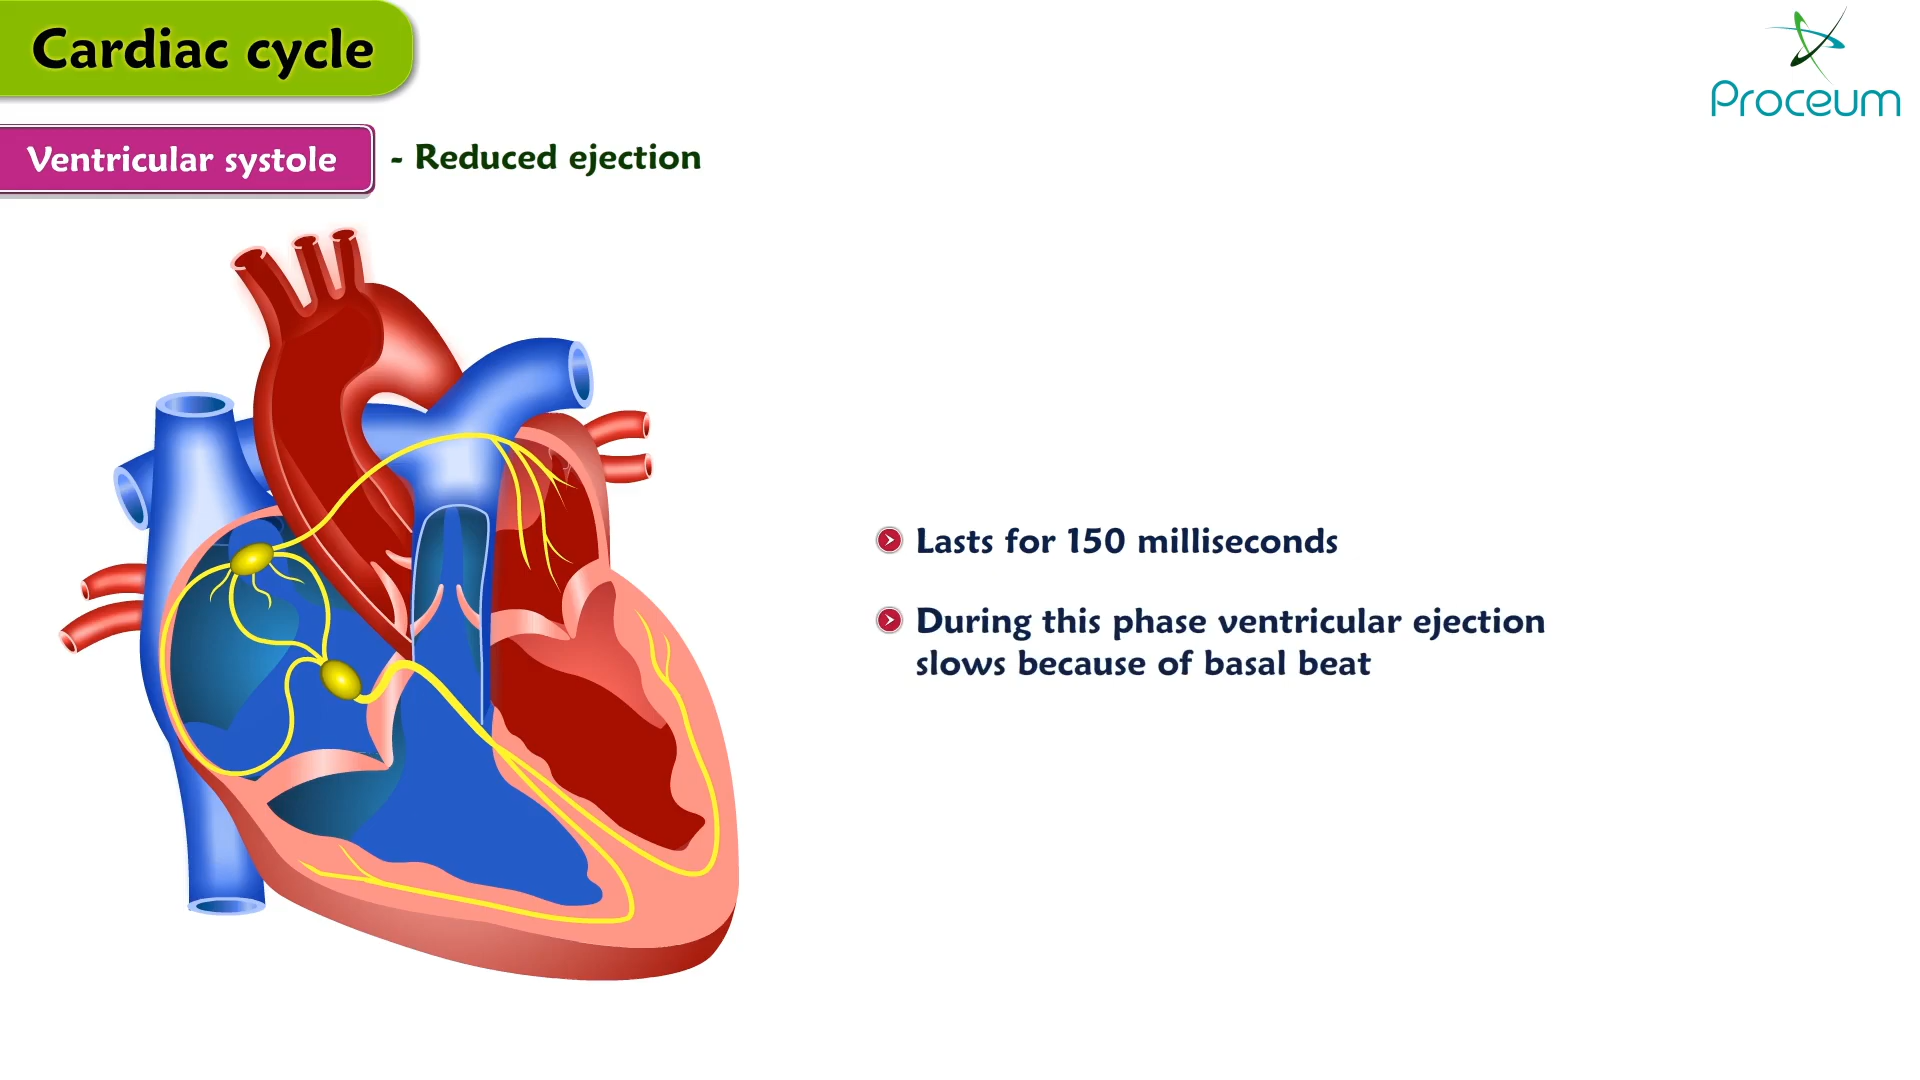 Cardiac cycle
Proceum
Ventricular systole - Reduced ejection
Lasts for 150 milliseconds
During this phase ventricular ejection
slows because of basal beat